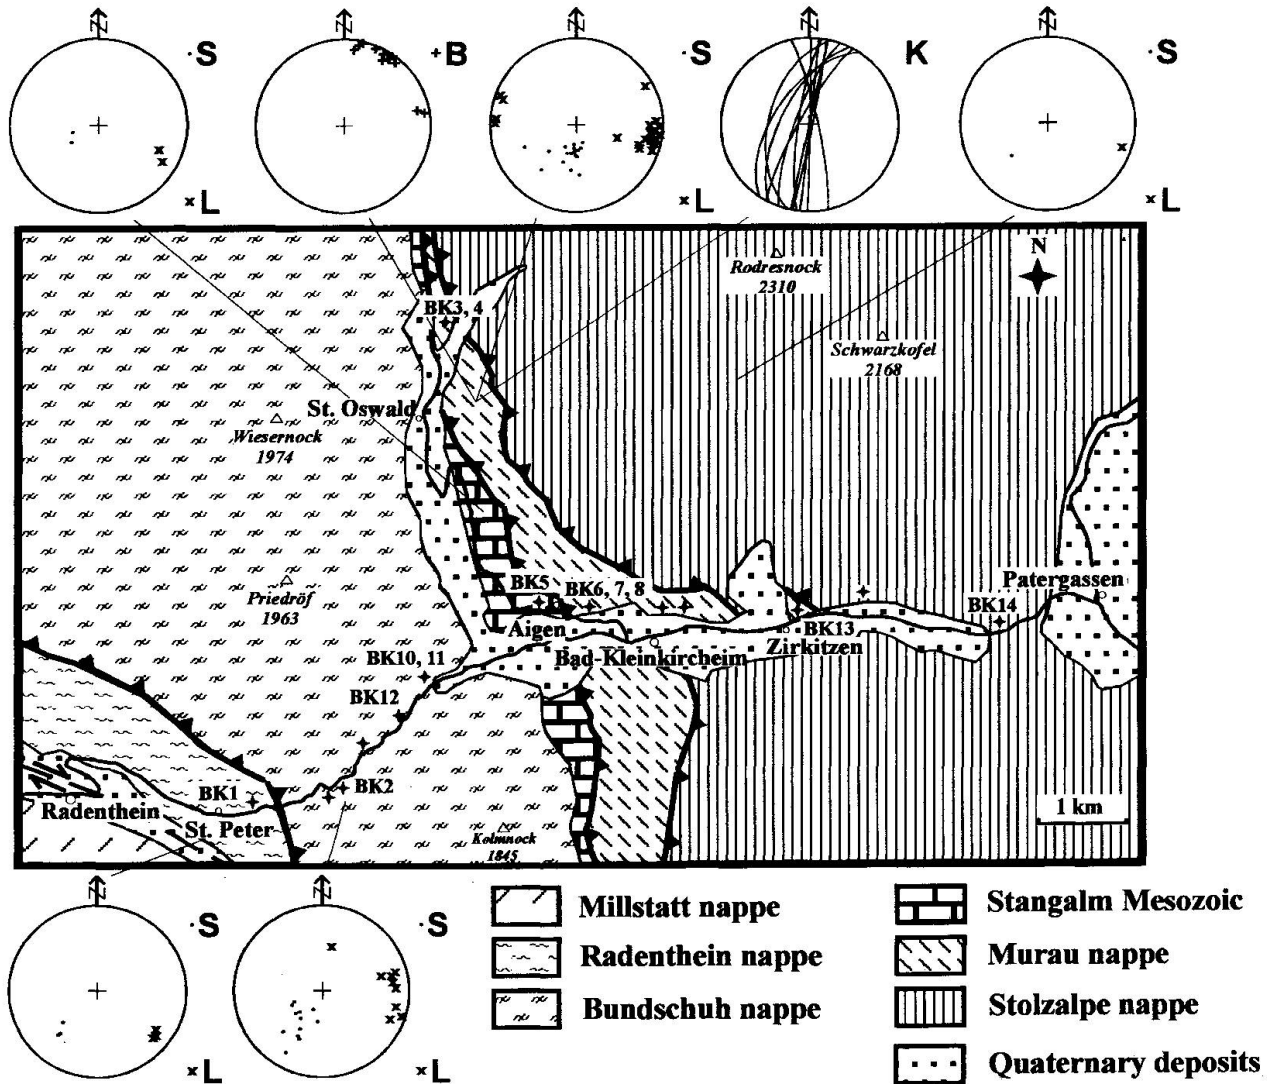 N N N N N
·S +B ·S K ·S
×L ×L ×L
Rodresnock
2310
N
BK3, 4
Schwarzkofel
2168
St. Oswald
Wiesernock
1974
BK5 BK6, 7, 8
Patergassen
Priedröf
1963
BK14
Aigen
BK13
Bad-Kleinkircheim Zirkitzen
BK10, 11
BK12
BK2
BK1
1 km
Radenthein
St. Peter
Kolmnock
1845
N N
·S ·S
×L ×L
Millstatt nappe
Radenthein nappe
Bundschuh nappe
Stangalm Mesozoic
Murau nappe
Stolzalpe nappe
Quaternary deposits